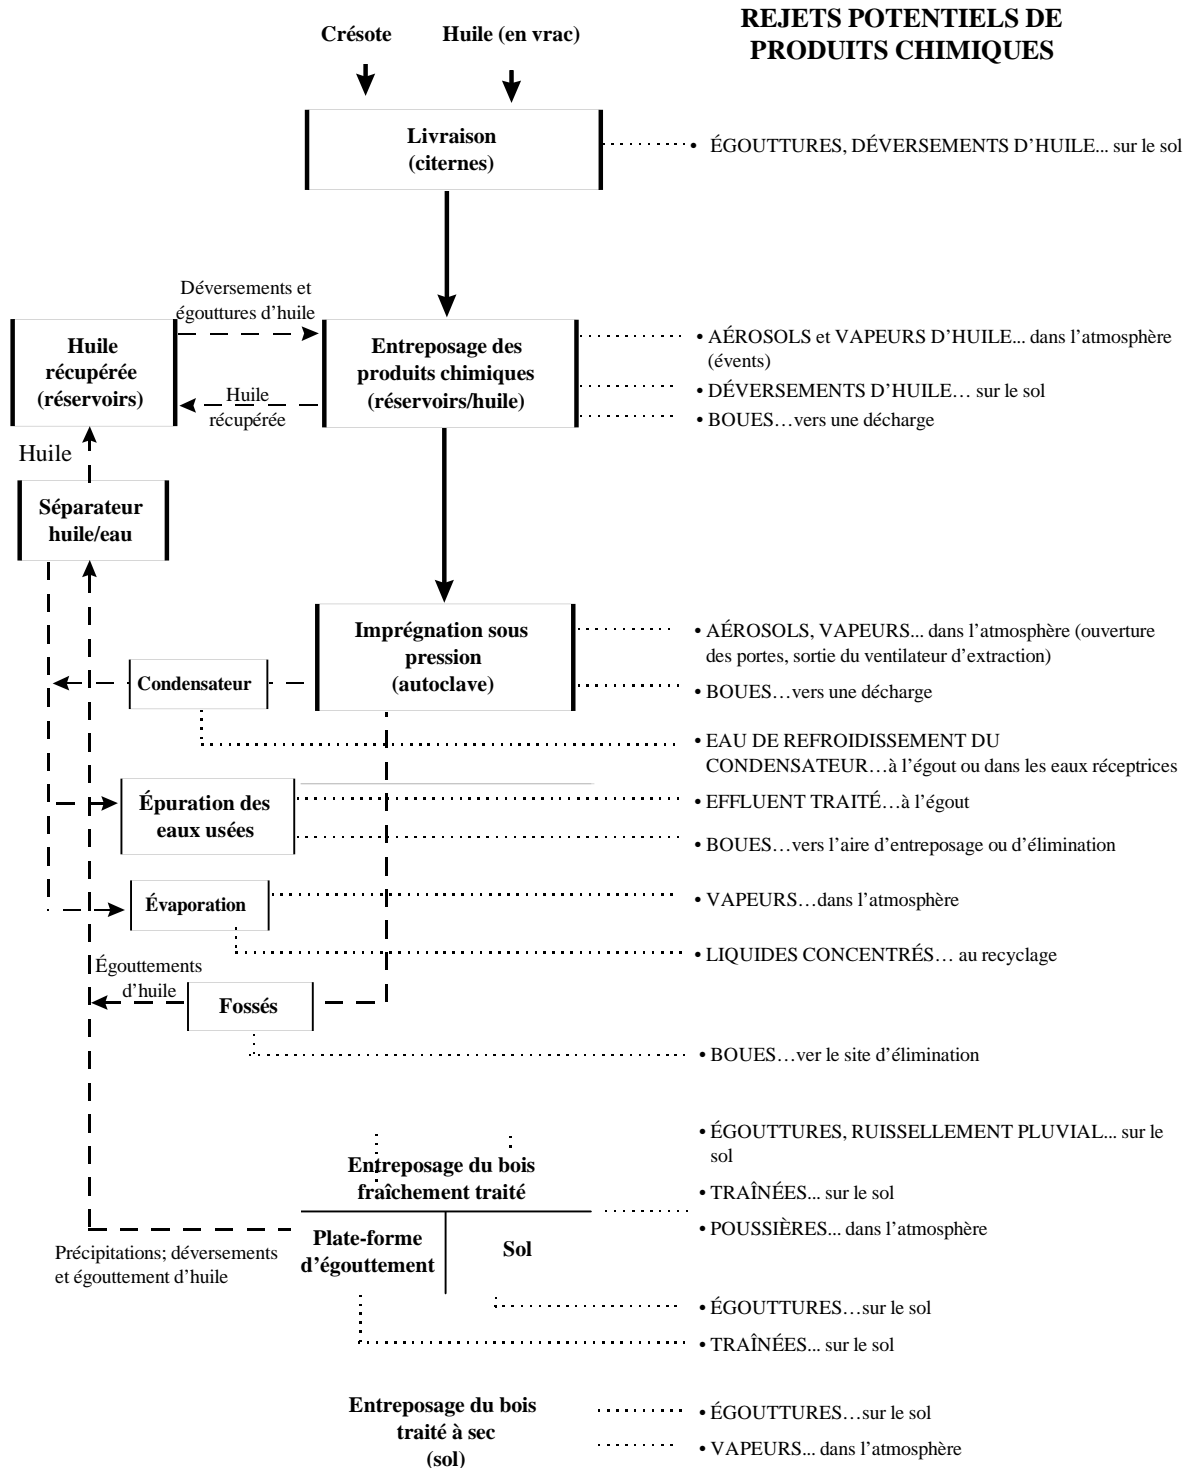 REJETS POTENTIELS DE
PRODUITS CHIMIQUES
Crésote
Huile (en vrac)
Livraison
(citernes)
• ÉGOUTTURES, DÉVERSEMENTS D’HUILE... sur le sol
Déversements et
égouttures d’huile
Huile
récupérée
(réservoirs)
Entreposage des
produits chimiques
(réservoirs/huile)
• AÉROSOLS et VAPEURS D’HUILE... dans l’atmosphère
(évents)
• DÉVERSEMENTS D’HUILE… sur le sol
• BOUES…vers une décharge
Huile
récupérée
Huile
Séparateur
huile/eau
Imprégnation sous
pression
(autoclave)
• AÉROSOLS, VAPEURS... dans l’atmosphère (ouverture
des portes, sortie du ventilateur d’extraction)
• BOUES…vers une décharge
Condensateur
• EAU DE REFROIDISSEMENT DU
CONDENSATEUR…à l’égout ou dans les eaux réceptrices
Épuration des
eaux usées
• EFFLUENT TRAITÉ…à l’égout
• BOUES…vers l’aire d’entreposage ou d’élimination
Évaporation
• VAPEURS…dans l’atmosphère
• LIQUIDES CONCENTRÉS… au recyclage
Égouttements
d’huile
Fossés
• BOUES…ver le site d’élimination
Entreposage du bois
fraîchement traité
• ÉGOUTTURES, RUISSELLEMENT PLUVIAL... sur le
sol
• TRAÎNÉES... sur le sol
• POUSSIÈRES... dans l’atmosphère
Plate-forme
d’égouttement
Sol
Précipitations; déversements
et égouttement d’huile
• ÉGOUTTURES…sur le sol
• TRAÎNÉES... sur le sol
Entreposage du bois
traité à sec
(sol)
• ÉGOUTTURES…sur le sol
• VAPEURS... dans l’atmosphère